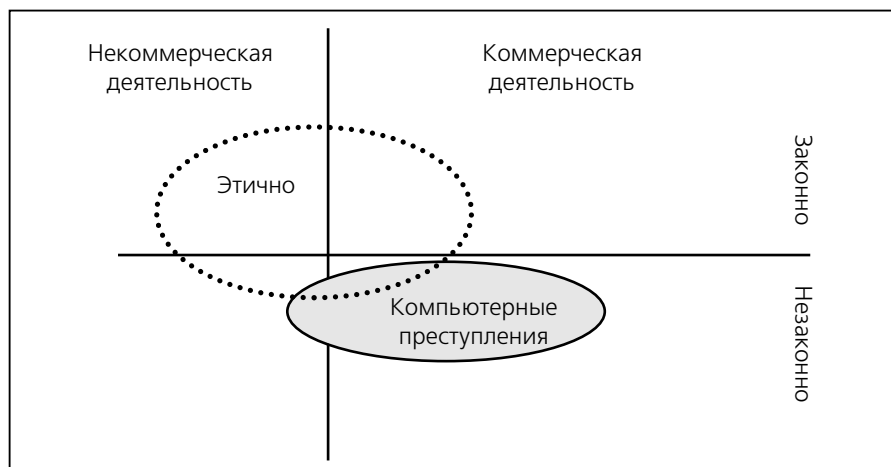 Некоммерческая
деятельность
Коммерческая
деятельность
Законно
Этично
Незаконно
Компьютерные
преступления